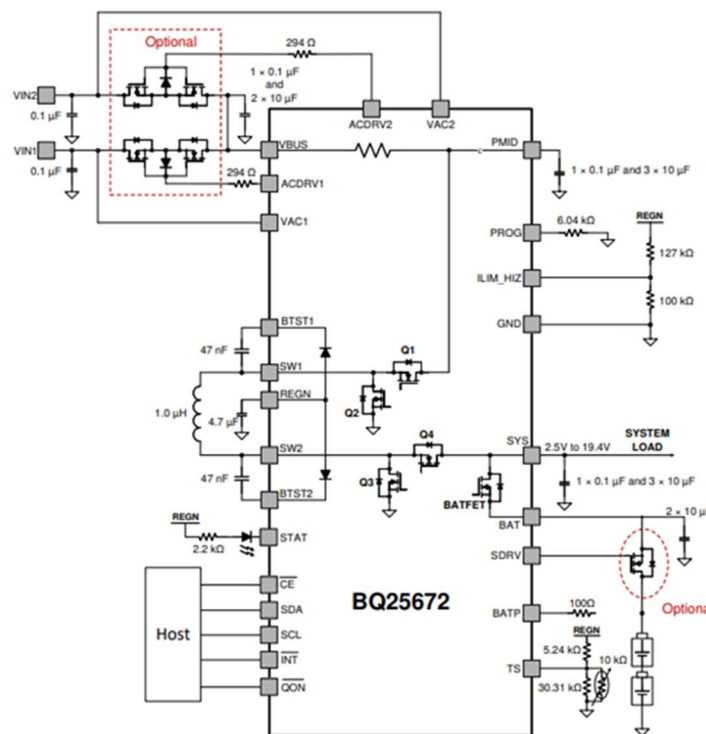 Optional
294 Ω
1 × 0.1 µF
and
2 × 10 µF
VIN2
0.1 µF
ACDRV2
VAC2
VIN1
0.1 µF
VBUS
PMID
1 × 0.1 µF and 3 × 10 µF
294 Ω
ACDRV1
VAC1
PROG
6.04 kΩ
REGN
127 kΩ
ILIM_HIZ
100 kΩ
GND
BTST1
47 nF
SW1
Q1
REGN
Q2
1.0 µH
4.7 µF
SW2
Q4
SYS
2.5V to 19.4V
SYSTEM
LOAD
47 nF
Q3
1 × 0.1 µF and 3 × 10 µF
BTST2
BATFET
BAT
2 × 10 µF
REGN
2.2 kΩ
STAT
SDRV
Host
CE
SDA
SCL
INT
QON
BQ25672
Optional
BATP
100Ω
REGN
5.24 kΩ
TS
10 kΩ
30.31 kΩ